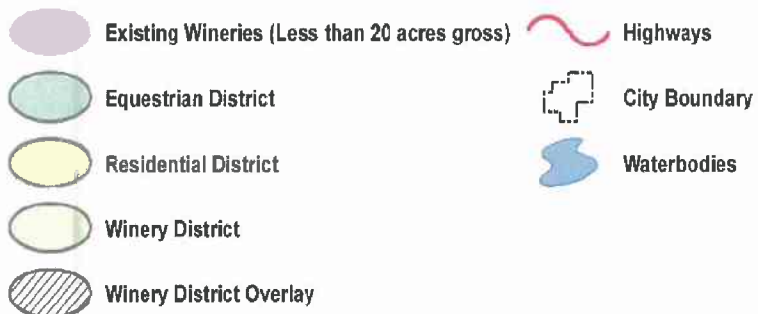 Existing Wineries (Less than 20 acres gross)
Equestrian District
Residential District
Winery District
Winery District Overlay
Highways
City Boundary
Waterbodies